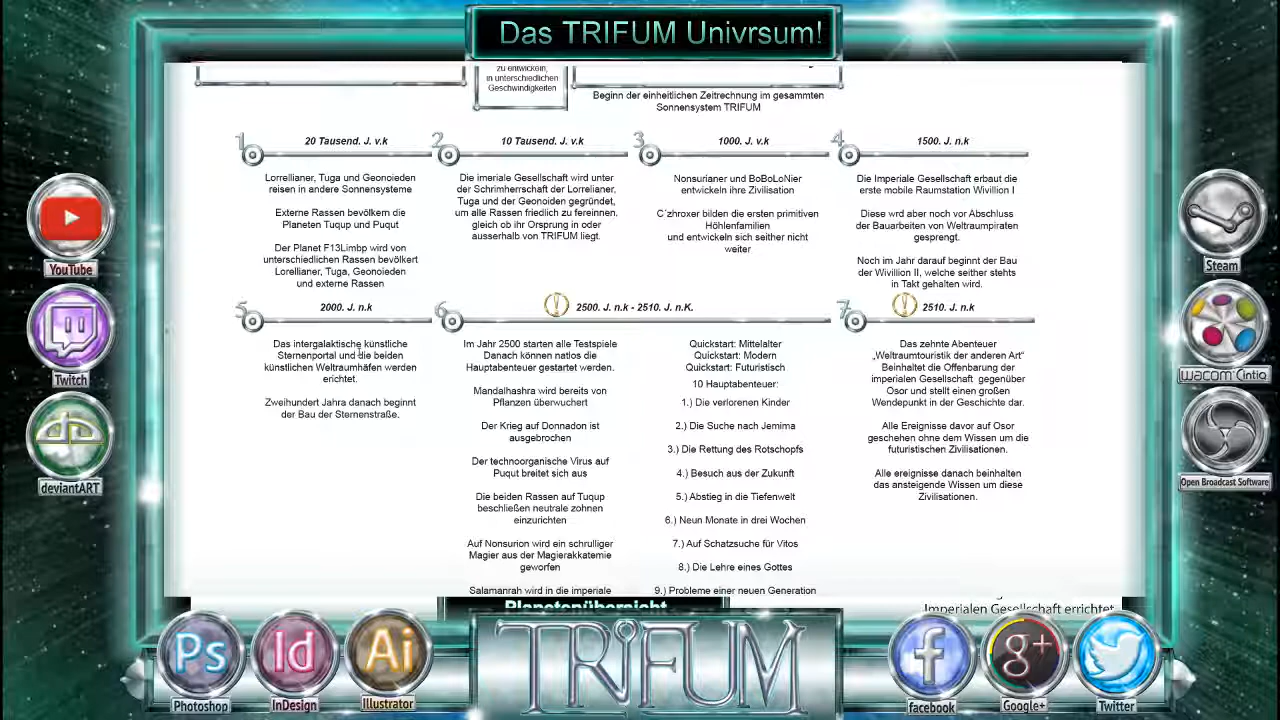 Das TRIFUM Univrsum!
zu entwickeln,
in unterschiedlichen
Geschwindigkeiten
Beginn der einheitlichen Zeitrechnung im gesammten
Sonnensystem TRIFUM
1
20 Tausend. J. v.k
Lorrellianer, Tuga und Geonoieden
reisen in andere Sonnensysteme
Externe Rassen bevölkern die
Planeten Tuqup und Puqut
Der Planet F13Limbp wird von
unterschiedlichen Rassen bevölkert
Lorellianer, Tuga, Geonoieden
und externe Rassen
2
10 Tausend. J. v.k
Die imeriale Gesellschaft wird unter
der Schrimherrschaft der Lorrelianer,
Tuga und der Geonoiden gegründet,
um alle Rassen friedlich zu fereinnen.
gleich ob ihr Orsprung in oder
ausserhalb von TRIFUM liegt.
3
1000. J. v.k
Nonsurianer und BoBoLoNier
entwickeln ihre Zivilisation
C´zhroxer bilden die ersten primitiven
Höhlenfamilien
und entwickeln sich seither nicht
weiter
4
1500. J. n.k
Die Imperiale Gesellschaft erbaut die
erste mobile Raumstation Wivillion I
Diese wrd aber noch vor Abschluss
der Bauarbeiten von Weltraumpiraten
gesprengt.
Noch im Jahr darauf beginnt der Bau
der Wivillion II, welche seither stehts
in Takt gehalten wird.
5
2000. J. n.k
Das intergalaktische künstliche
Sternenportal und die beiden
künstlichen Weltraumhäfen werden
erichtet.
Zweihundert Jahra danach beginnt
der Bau der Sternenstraße.
6
! 2500. J. n.k - 2510. J. n.K.
Im Jahr 2500 starten alle Testspiele
Danach können natlos die
Hauptabenteuer gestartet werden.
Mandalhashra wird bereits von
Pflanzen überwuchert
Der Krieg auf Donnadon ist
ausgebrochen
Der technoorganische Virus auf
Puqut breitet sich aus
Die beiden Rassen auf Tuqup
beschließen neutrale zohnen
einzurichten
Auf Nonsurion wird ein schrulliger
Magier aus der Magierakkatemie
geworfen
Salamanrah wird in die imperiale
Quickstart: Mittelalter
Quickstart: Modern
Quickstart: Futuristisch
10 Hauptabenteuer:
1.) Die verlorenen Kinder
2.) Die Suche nach Jemima
3.) Die Rettung des Rotschopfs
4.) Besuch aus der Zukunft
5.) Abstieg in die Tiefenwelt
6.) Neun Monate in drei Wochen
7.) Auf Schatzsuche für Vitos
8.) Die Lehre eines Gottes
9.) Probleme einer neuen Generation
7
! 2510. J. n.k
Das zehnte Abenteuer
„Weltraumtouristik der anderen Art"
Beinhaltet die Offenbarung der
imperialen Gesellschaft gegenüber
Osor und stellt einen großen
Wendepunkt in der Geschichte dar.
Alle Ereignisse davor auf Osor
geschehen ohne dem Wissen um die
futuristischen Zivilisationen.
Alle ereignisse danach beinhalten
das ansteigende Wissen um diese
Zivilisationen.
Planetenübersicht
Imperialen Gesellschaft errichtet
YouTube
Twitch
deviantART
Steam
wacom Cintiq
Open Broadcast Software
Ps
Photoshop
Id
InDesign
Ai
Illustrator
TRIFUM
f
facebook
g+
Google+
Twitter